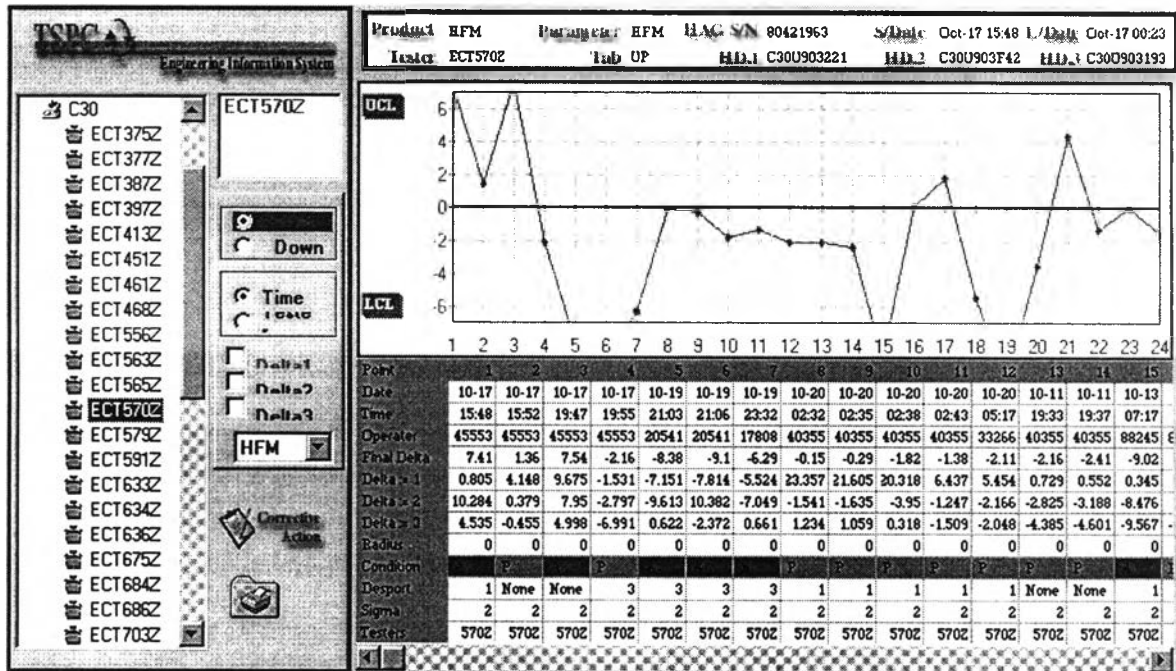 TSPC
Engineering Information System
C30
ECT375Z
ECT377Z
ECT387Z
ECT397Z
ECT413Z
ECT451Z
ECT461Z
ECT468Z
ECT556Z
ECT563Z
ECT565Z
ECT570Z
ECT579Z
ECT591Z
ECT633Z
ECT634Z
ECT636Z
ECT675Z
ECT684Z
ECT686Z
ECT703Z
ECT570Z
Down
Time
Delta1
Delta2
Delta3
HFM
Corrective
Action
Product HFM Parameter HFM HAG S/N 80421963 S/Date Oct-17 15:48 L/Date Oct-17 00:23
Tester ECT570Z Tab UP H.D.1 C30U903221 H.D.2 C30U903F42 H.D.3 C30D903193
UCL
6
4
2
0
-2
-4
LCL
-6
1 2 3 4 5 6 7 8 9 10 11 12 13 14 15 16 17 18 19 20 21 22 23 24
Point 1 2 3 4 5 6 7 8 9 10 11 12 13 14 15
Date 10-17 10-17 10-17 10-17 10-19 10-19 10-19 10-20 10-20 10-20 10-20 10-20 10-11 10-11 10-13
Time 15:48 15:52 19:47 19:55 21:03 21:06 23:32 02:32 02:35 02:38 02:43 05:17 19:33 19:37 07:17
Operater 45553 45553 45553 45553 20541 20541 17808 40355 40355 40355 40355 33266 40355 40355 88245
Final Delta 7.41 1.36 7.54 -2.16 -8.38 -9.1 -6.29 -0.15 -0.29 -1.82 -1.38 -2.11 -2.16 -2.41 -9.02
Delta = 1 0.805 4.148 9.675 -1.531 -7.151 -7.814 -5.524 23.357 21.605 20.318 6.437 5.454 0.729 0.552 0.345
Delta = 2 10.284 0.379 7.95 -2.797 -9.613 10.382 -7.049 -1.541 -1.635 -3.95 -1.247 -2.166 -2.825 -3.188 -8.476
Delta = 3 4.535 -0.455 4.998 -6.991 0.622 -2.372 0.661 1.234 1.059 0.318 -1.509 -2.048 -4.385 -4.601 -9.567
Radius 0 0 0 0 0 0 0 0 0 0 0 0 0 0 0
Condition P P P P P P P P P
Desport 1 None None 3 3 3 3 1 1 1 1 1 None None 1
Sigma 2 2 2 2 2 2 2 2 2 2 2 2 2 2 2
Testers 570Z 570Z 570Z 570Z 570Z 570Z 570Z 570Z 570Z 570Z 570Z 570Z 570Z 570Z 570Z